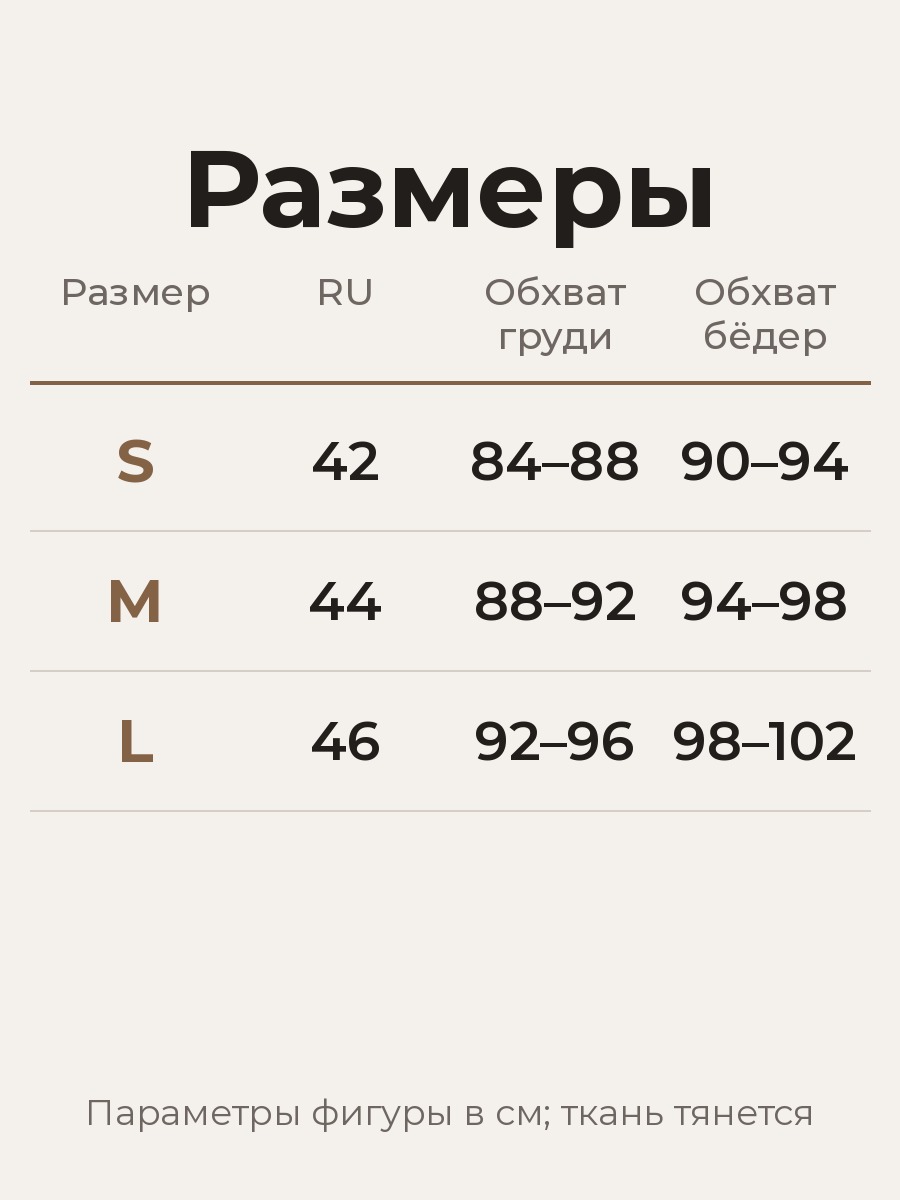 Размеры
Размер RU Обхват груди Обхват бёдер
S 42 84–88 90–94
M 44 88–92 94–98
L 46 92–96 98–102
Параметры фигуры в см; ткань тянется